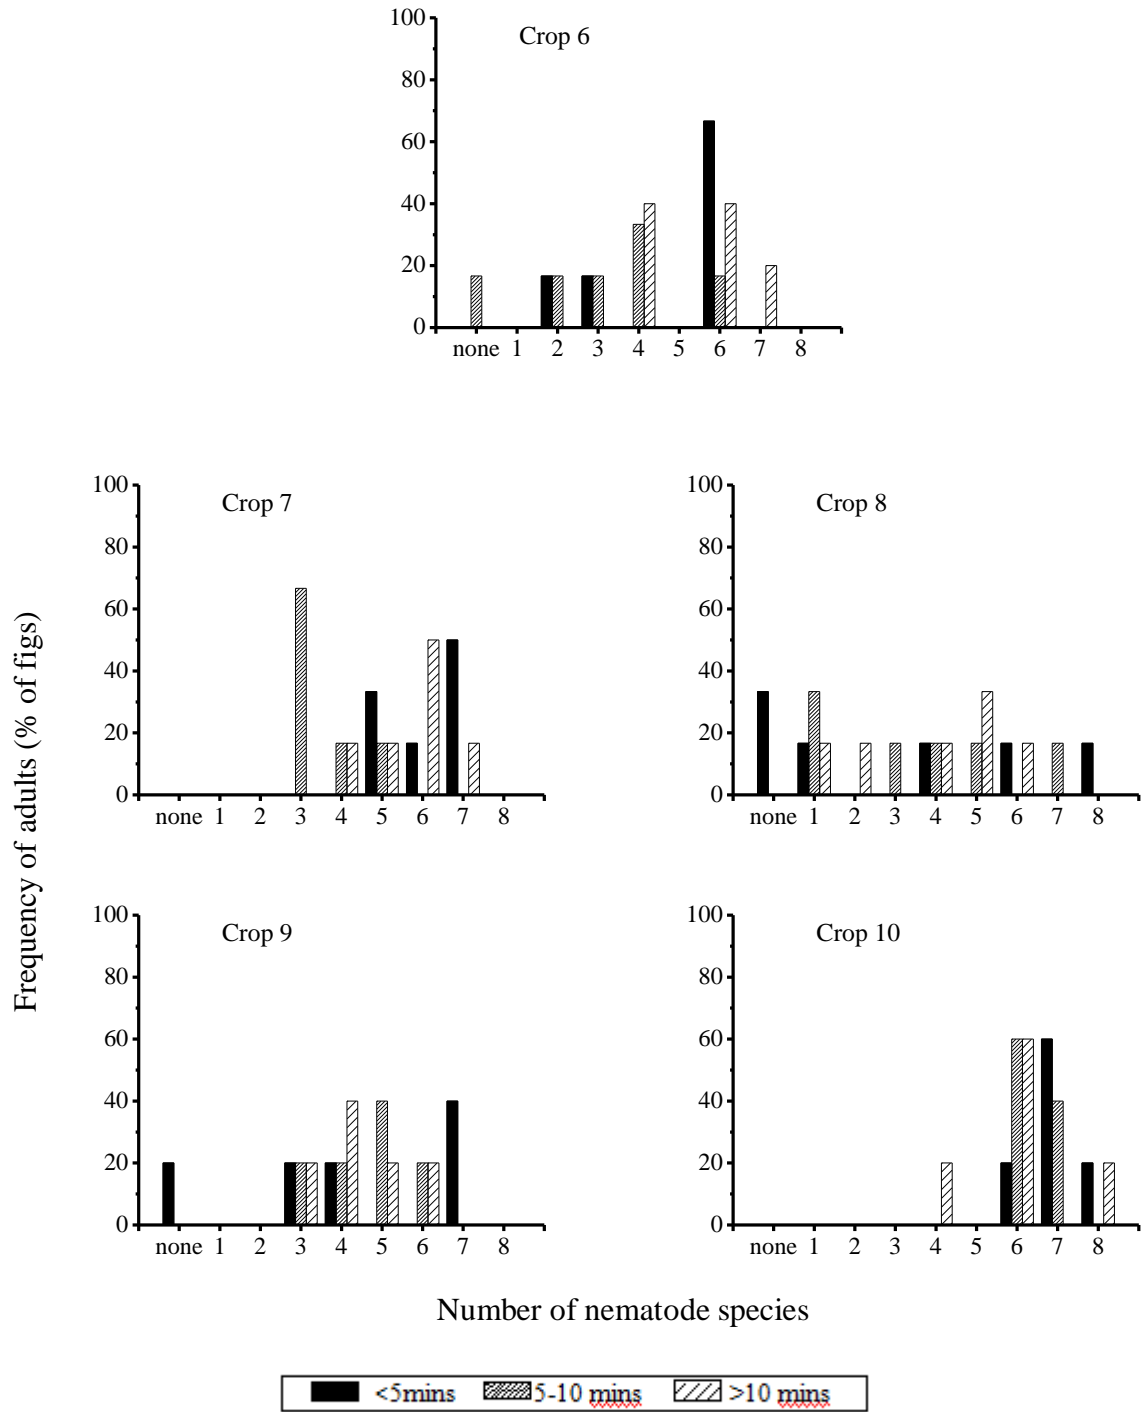 Crop 6
100
80
60
40
20
0
none 1 2 3 4 5 6 7 8
Crop 7
100
80
60
40
20
0
none 1 2 3 4 5 6 7 8
Crop 8
100
80
60
40
20
0
none 1 2 3 4 5 6 7 8
Frequency of adults (% of figs)
Crop 9
100
80
60
40
20
0
none 1 2 3 4 5 6 7 8
Crop 10
100
80
60
40
20
0
none 1 2 3 4 5 6 7 8
Number of nematode species
<5mins 5-10 mins >10 mins